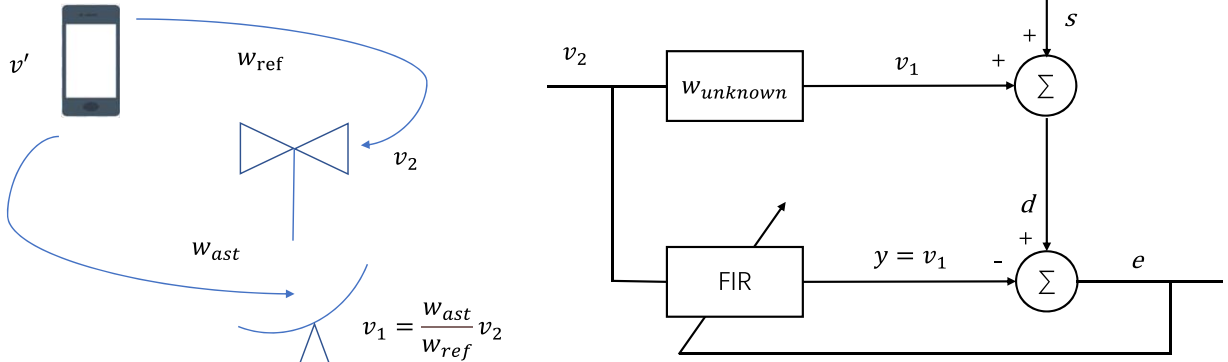 v′
w_ref
v_2
w_ast
v_1 = w_ast / w_ref v_2
v_2
w_unknown
v_1
+
+
s
Σ
d
FIR
y = v_1
+
-
Σ
e